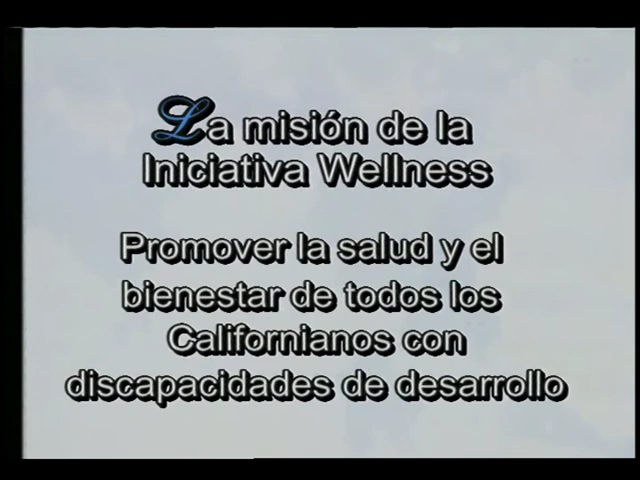 La misión de la
Iniciativa Wellness
Promover la salud y el
bienestar de todos los
Californianos con
discapacidades de desarrollo